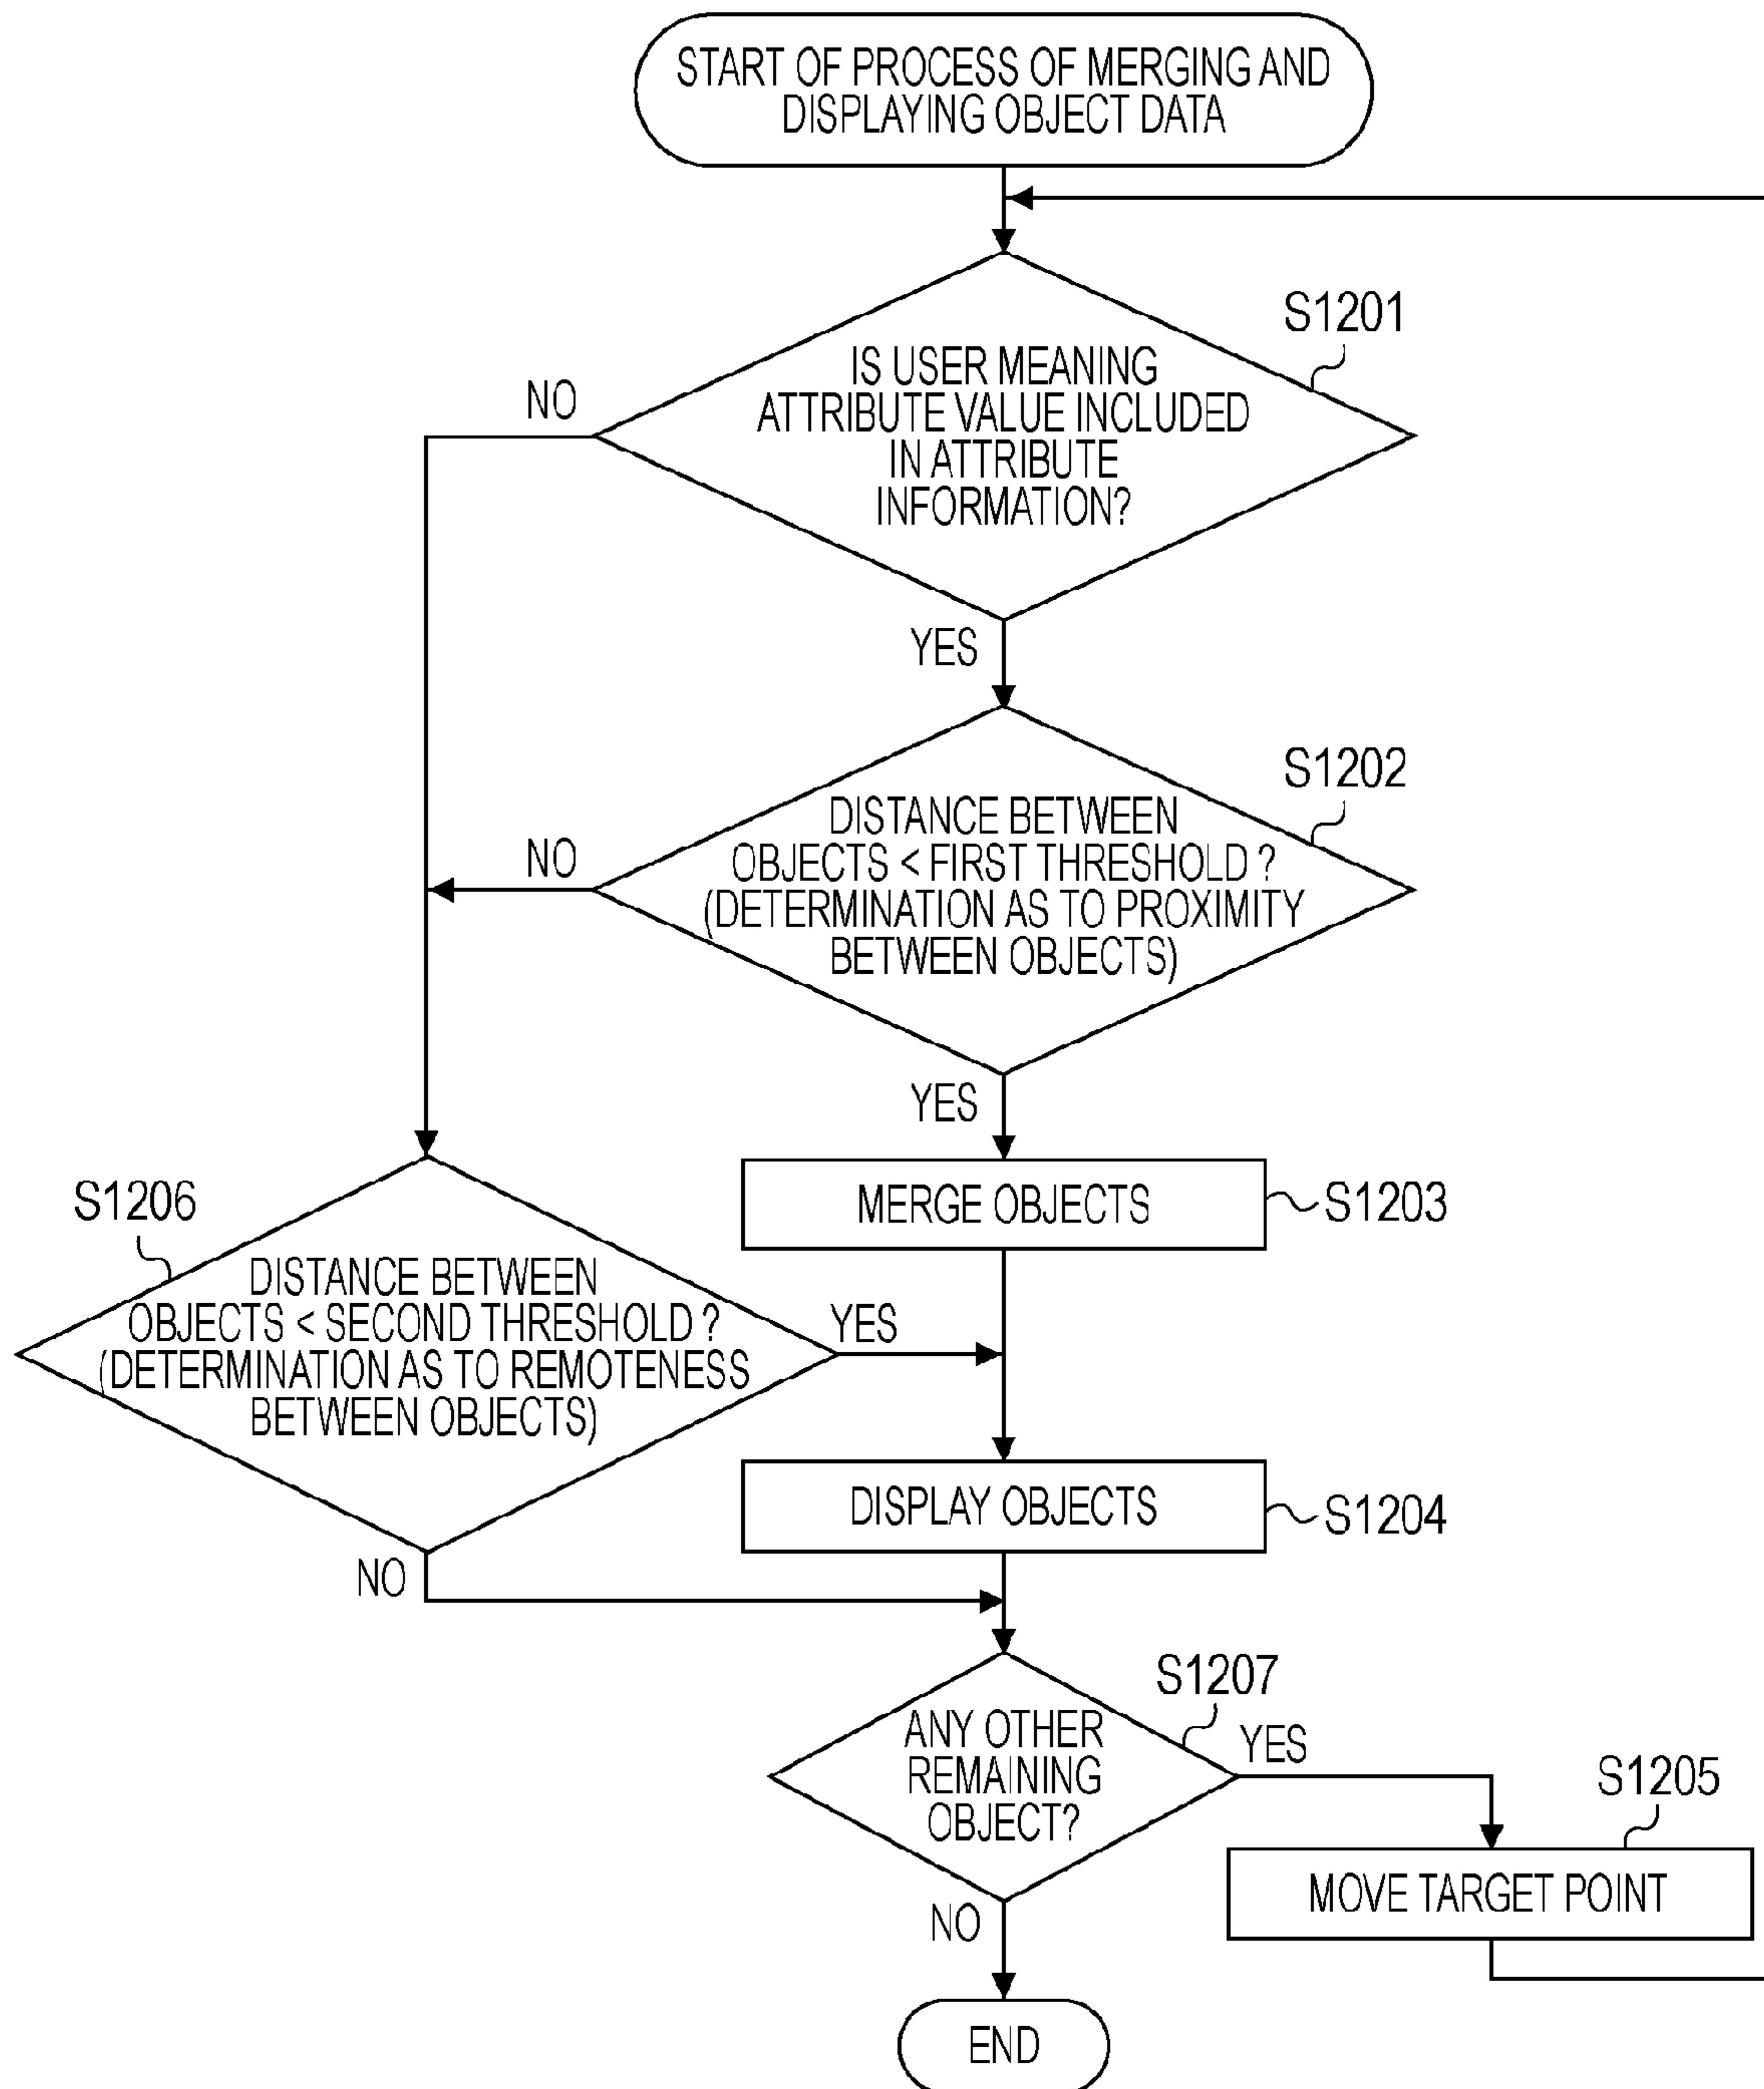 START OF PROCESS OF MERGING AND
DISPLAYING OBJECT DATA
S1201
IS USER MEANING
ATTRIBUTE VALUE INCLUDED
IN ATTRIBUTE
INFORMATION?
NO
YES
S1202
DISTANCE BETWEEN
OBJECTS < FIRST THRESHOLD ?
(DETERMINATION AS TO PROXIMITY
BETWEEN OBJECTS)
NO
YES
MERGE OBJECTS
S1203
S1206
DISTANCE BETWEEN
OBJECTS < SECOND THRESHOLD ?
(DETERMINATION AS TO REMOTENESS
BETWEEN OBJECTS)
YES
NO
DISPLAY OBJECTS
S1204
S1207
ANY OTHER
REMAINING
OBJECT?
YES
S1205
MOVE TARGET POINT
NO
END